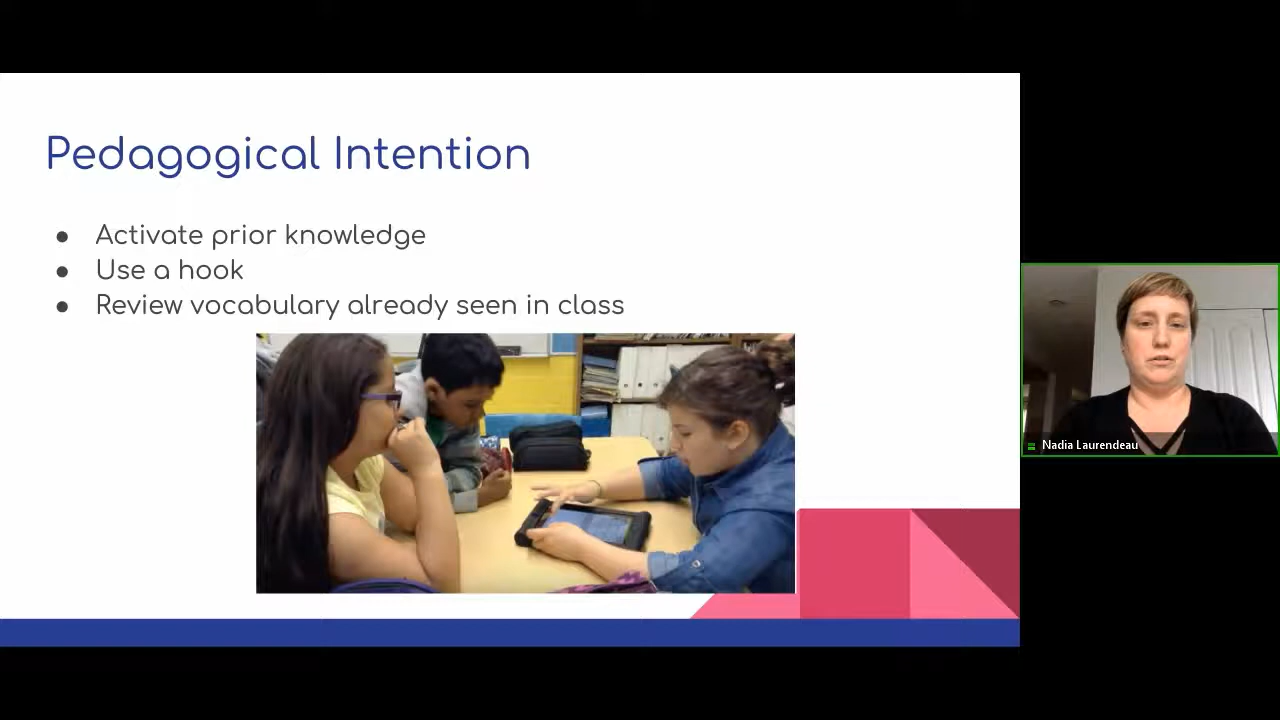 Pedagogical Intention
● Activate prior knowledge
● Use a hook
● Review vocabulary already seen in class
Nadia Laurendeau